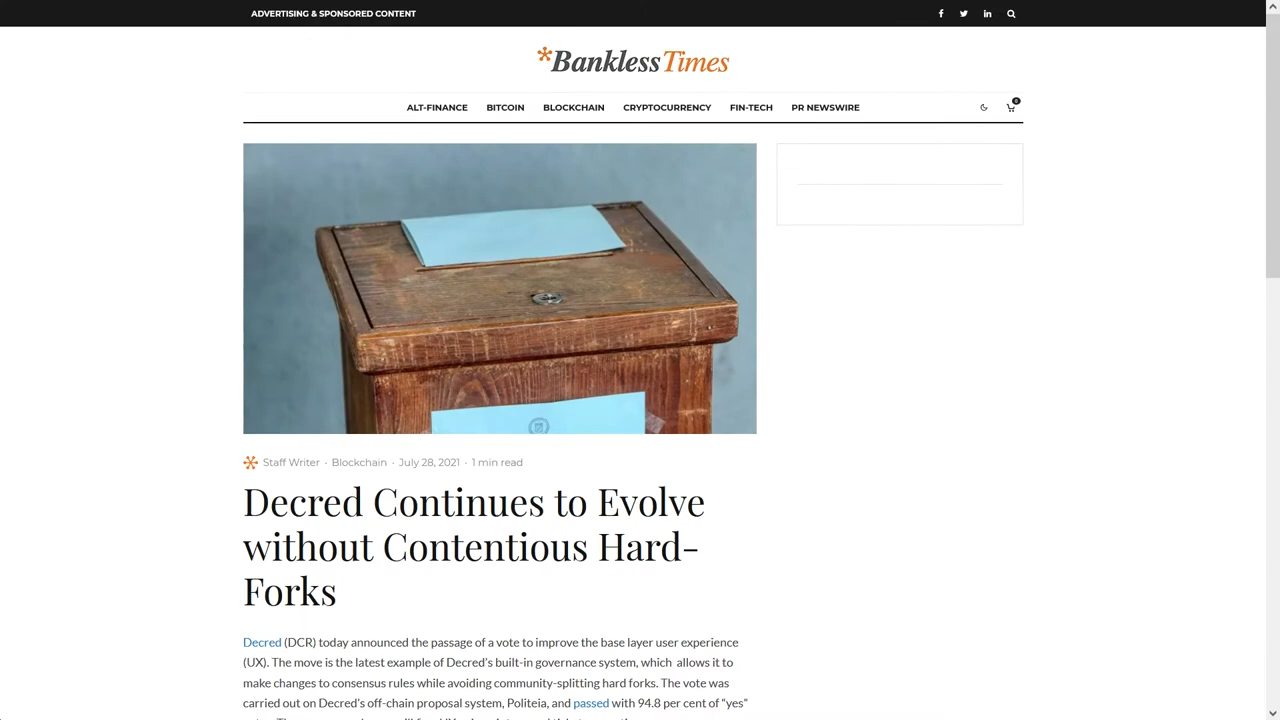 ADVERTISING & SPONSORED CONTENT
*Bankless Times
0
ALT-FINANCE BITCOIN BLOCKCHAIN CRYPTOCURRENCY FIN-TECH PR NEWSWIRE
Staff Writer · Blockchain · July 28, 2021 · 1 min read
Decred Continues to Evolve
without Contentious Hard-
Forks
Decred (DCR) today announced the passage of a vote to improve the base layer user experience
(UX). The move is the latest example of Decred's built-in governance system, which allows it to
make changes to consensus rules while avoiding community-splitting hard forks. The vote was
carried out on Decred's off-chain proposal system, Politeia, and passed with 94.8 per cent of “yes”